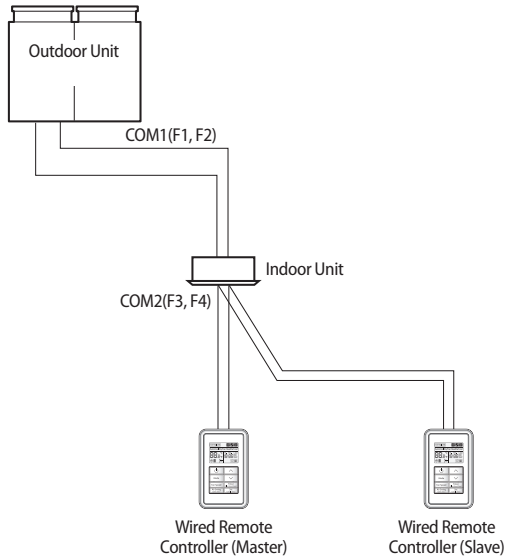 Outdoor Unit
COM1(F1, F2)
Indoor Unit
COM2(F3, F4)
Wired Remote
Controller (Master)
Wired Remote
Controller (Slave)